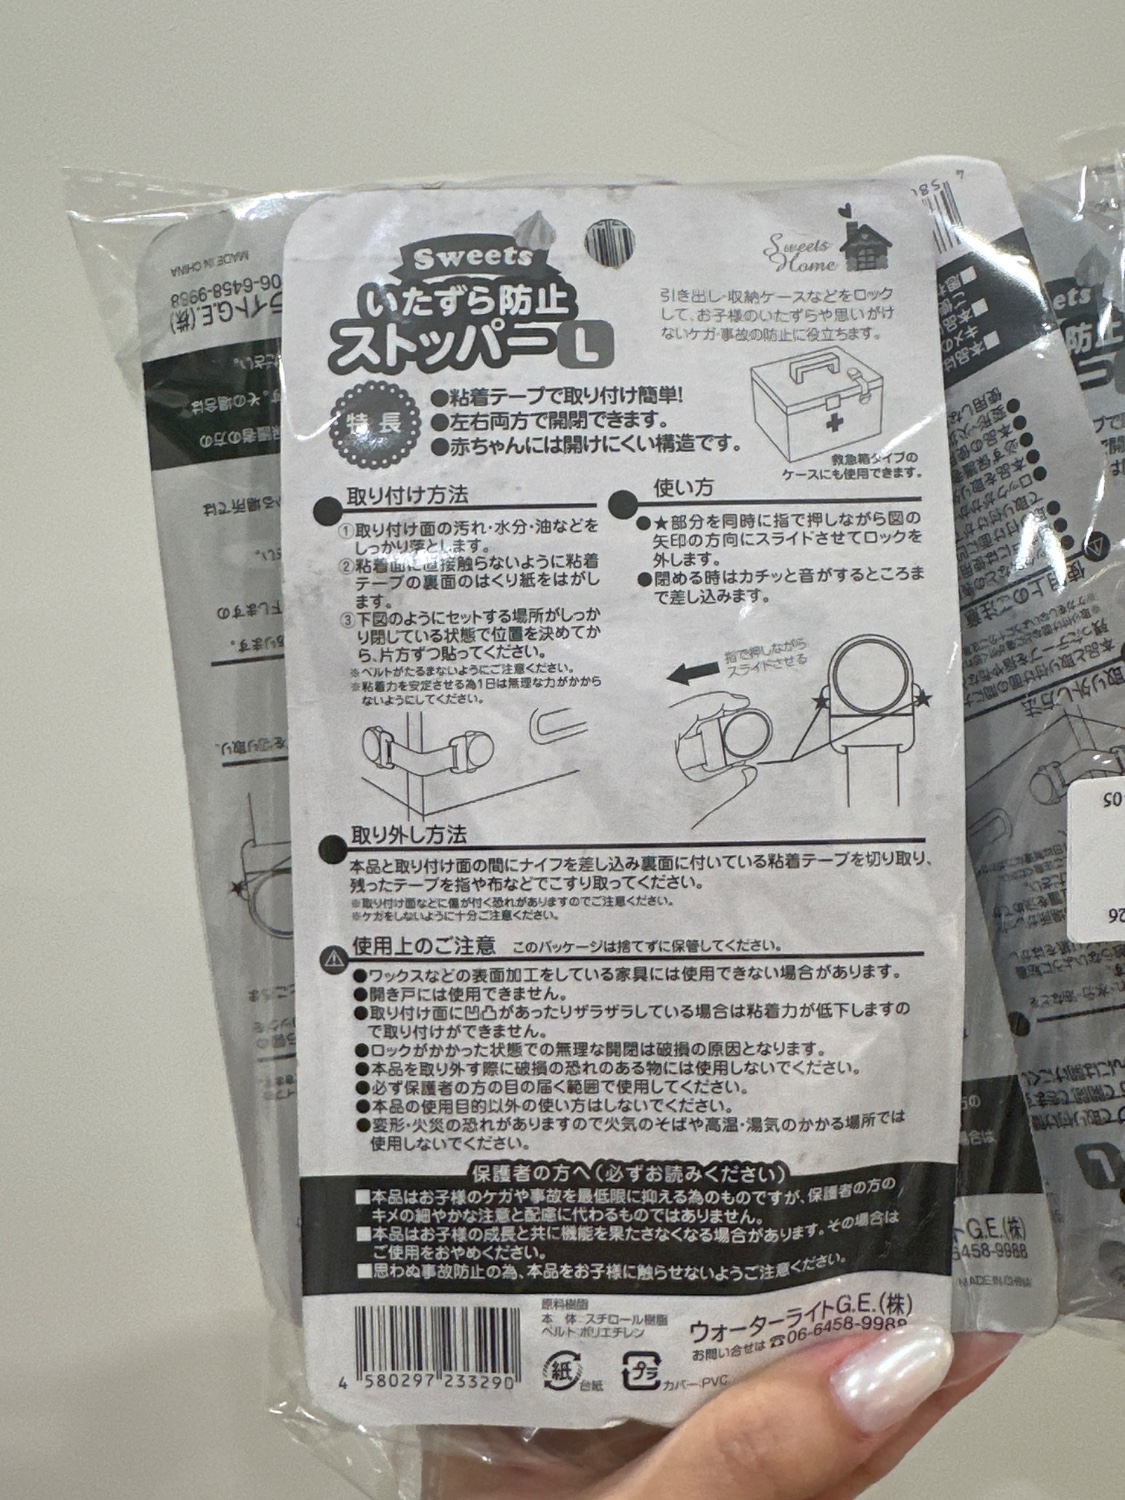 Sweets
いたずら防止
ストッパーL
Sweets
Home
引き出し・収納ケースなどをロック
して、お子様のいたずらや思いがけ
ないケガ・事故の防止に役立ちます。
特長
●粘着テープで取り付け簡単!
●左右両方で開閉できます。
●赤ちゃんには開けにくい構造です。
救急箱タイプの
ケースにも使用できます。
取り付け方法
①取り付け面の汚れ・水分・油などを
しっかり落とします。
②粘着面に直接触らないように粘着
テープの裏面のはくり紙をはがし
ます。
③下図のようにセットする場所がしっか
り閉じている状態で位置を決めてか
ら、片方ずつ貼ってください。
※ベルトがたるまないようにご注意ください。
※粘着力を安定させる為1日は無理な力がかから
ないようにしてください。
使い方
●★部分を同時に指で押しながら図の
矢印の方向にスライドさせてロックを
外します。
●閉める時はカチッと音がするところま
で差し込みます。
指で押しながら
スライドさせる
取り外し方法
本品と取り付け面の間にナイフを差し込み裏面に付いている粘着テープを切り取り、
残ったテープを指や布などでこすり取ってください。
※取り付け面などに傷が付く恐れがありますのでご注意ください。
※ケガをしないように十分ご注意ください。
使用上のご注意 このパッケージは捨てずに保管してください。
●ワックスなどの表面加工をしている家具には使用できない場合があります。
●開き戸には使用できません。
●取り付け面に凹凸があったりザラザラしている場合は粘着力が低下しますの
で取り付けができません。
●ロックがかかった状態での無理な開閉は破損の原因となります。
●本品を取り外す際に破損の恐れのある物には使用しないでください。
●必ず保護者の方の目の届く範囲で使用してください。
●本品の使用目的以外の使い方はしないでください。
●変形・火災の恐れがありますので火気のそばや高温・湯気のかかる場所では
使用しないでください。
保護者の方へ(必ずお読みください)
■本品はお子様のケガや事故を最低限に抑える為のものですが、保護者の方の
キメの細やかな注意と配慮に代わるものではありません。
■本品はお子様の成長と共に機能を果たさなくなる場合があります。その場合は
ご使用をおやめください。
■思わぬ事故防止の為、本品をお子様に触らせないようご注意ください。
原料樹脂
本 体:スチロール樹脂
ベルト:ポリエチレン
紙
台紙
プラ
カバー:PVC
ウォーターライトG.E.(株)
お問い合せは ☎06-6458-9988
4 580297 233290
MADE IN CHINA
06-6458-9988
ライトG.E.(株)
トG.E.(株)
6458-9988
MADE IN CHINA